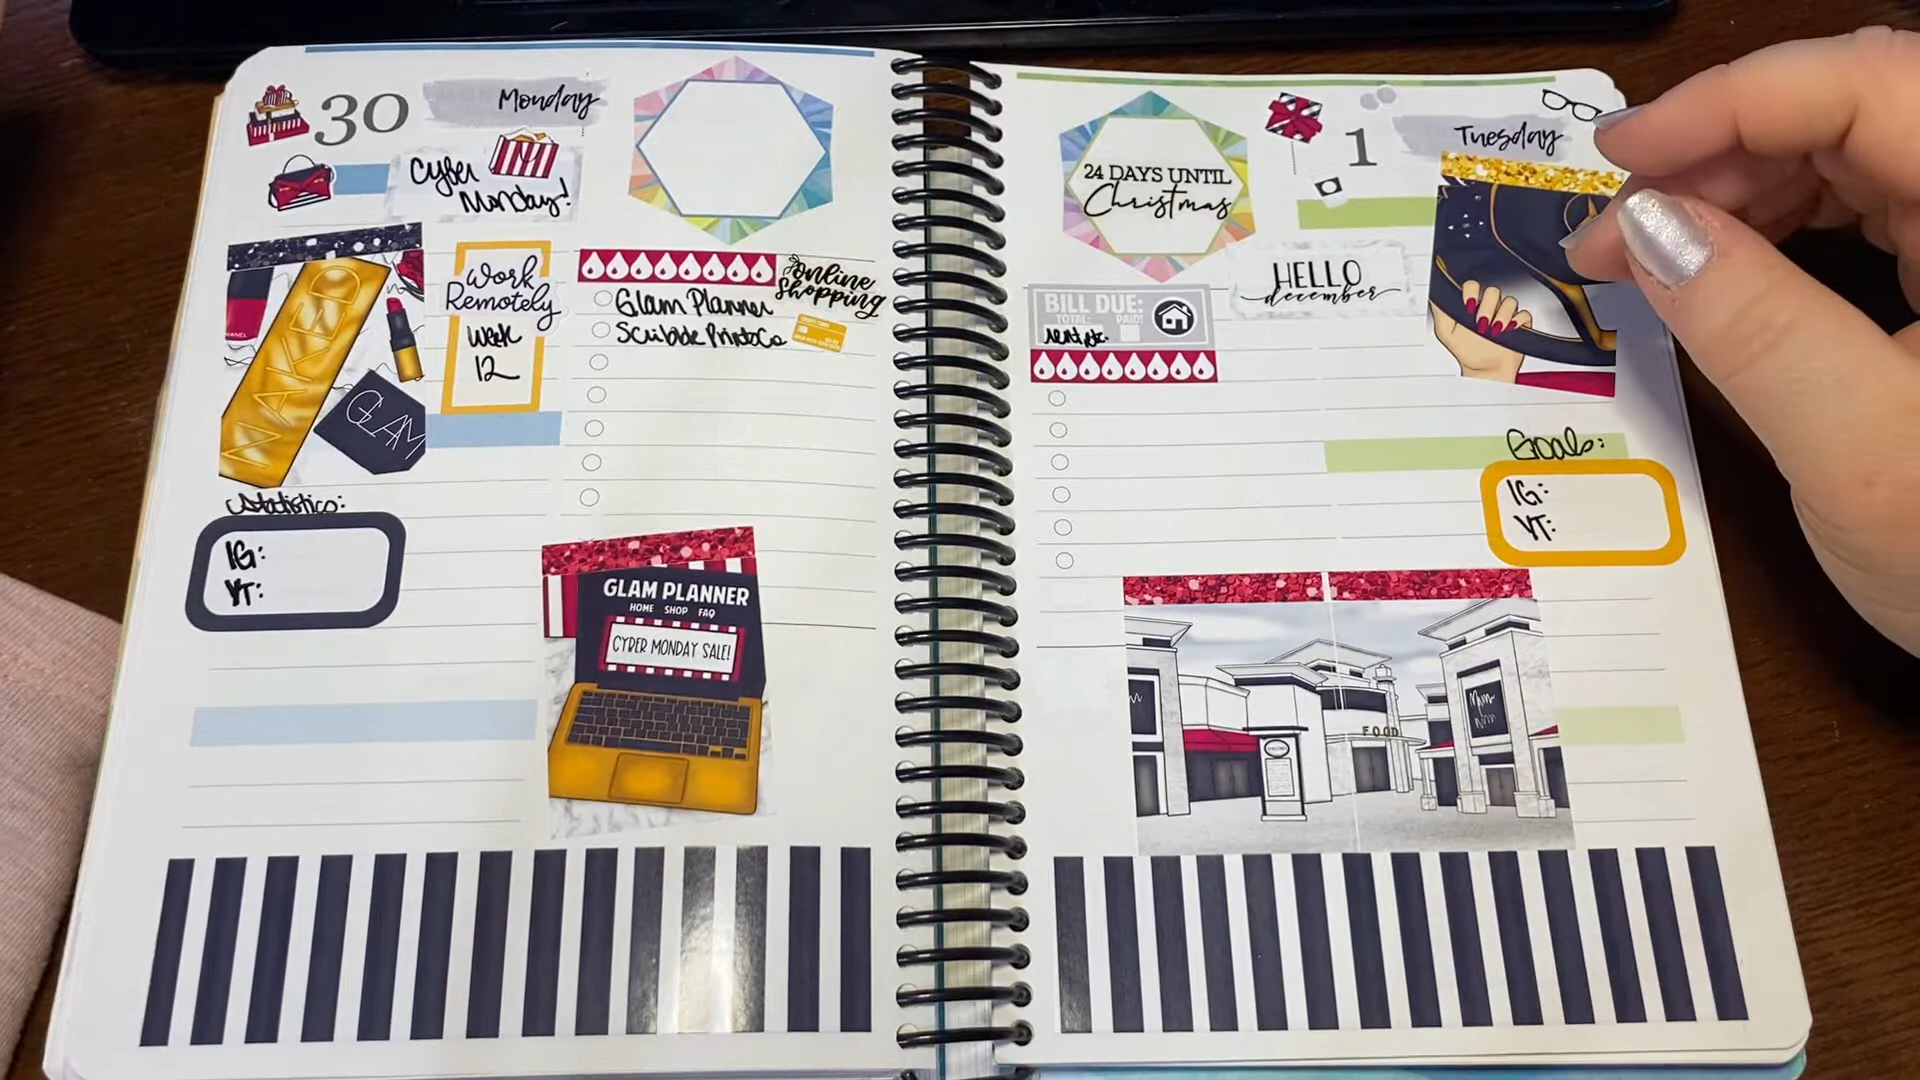 30
Monday
Cyber
Monday!
NAKED
CHANEL
GLAM
Work
Remotely
Week
12
Online
Shopping
Glam Planner
Scribble PrintsCo
Statistics:
IG:
YT:
GLAM PLANNER
HOME SHOP FAQ
CYBER MONDAY SALE!
24 DAYS UNTIL
Christmas
1
Tuesday
HELLO
december
BILL DUE:
TOTAL: PAID!
Goals:
IG:
YT:
FOOD